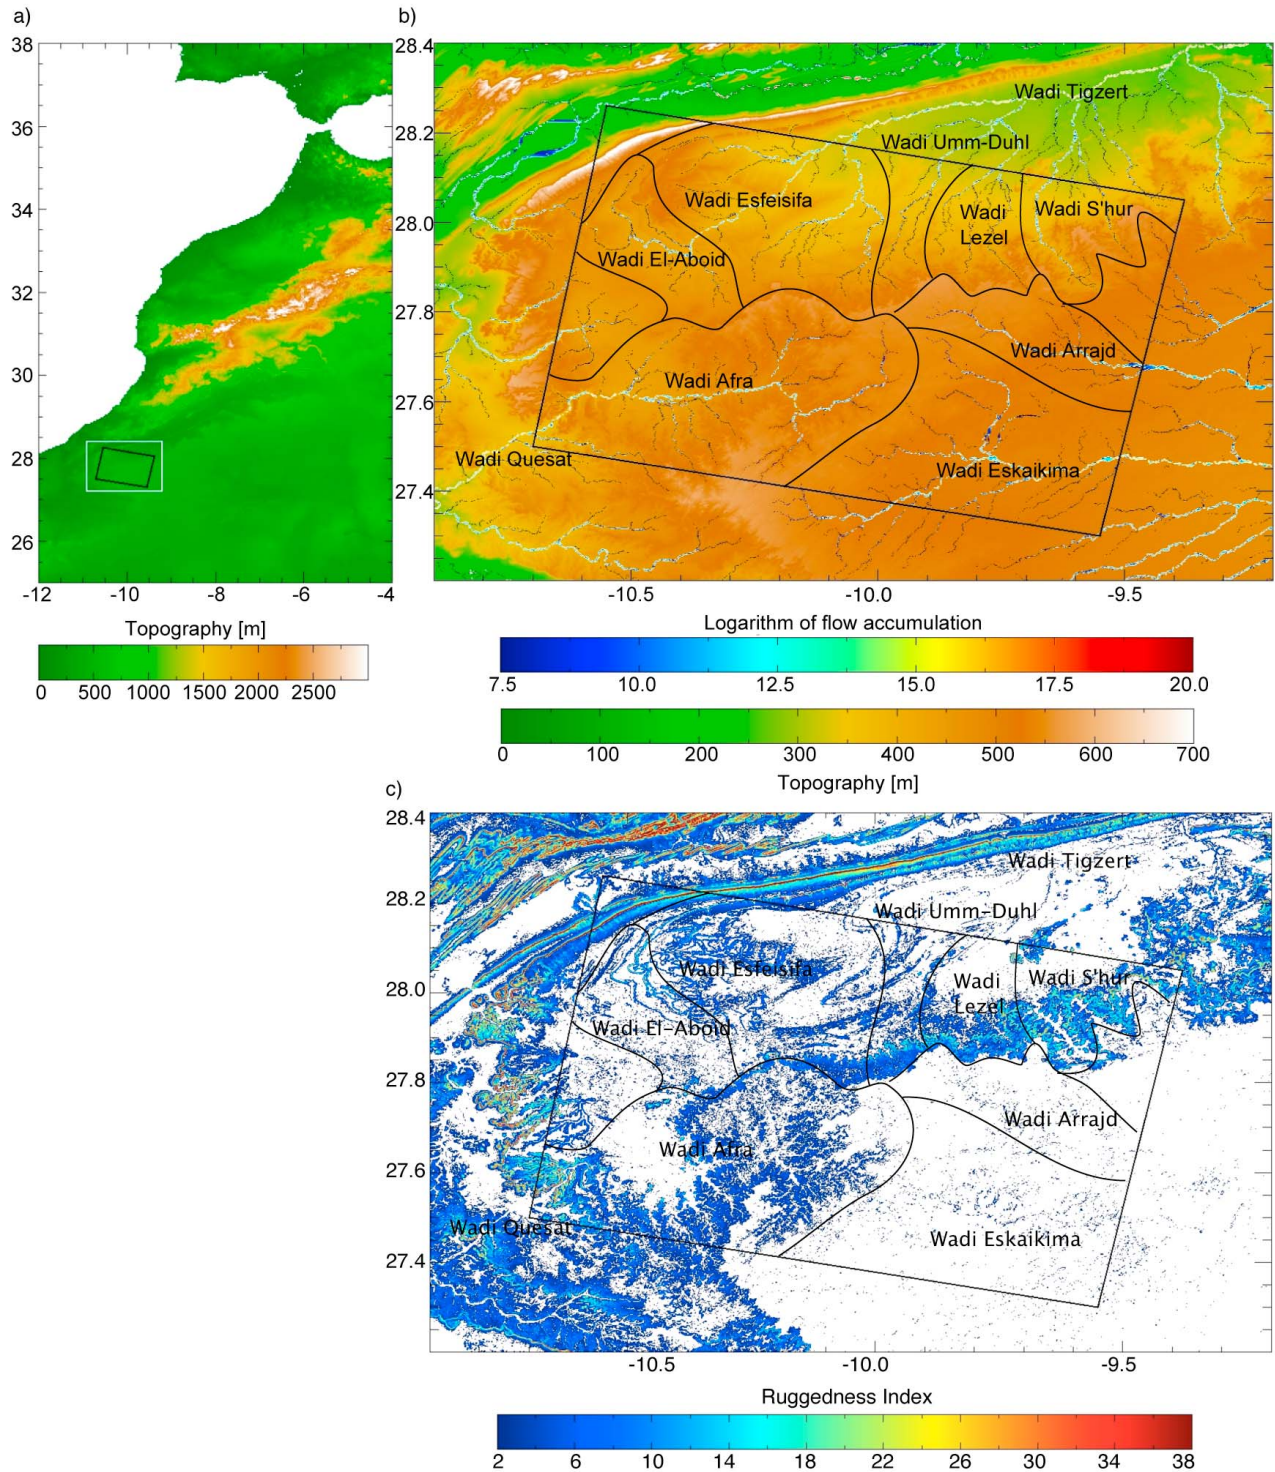 a)
38
36
34
32
30
28
26
-12 -10 -8 -6 -4
Topography [m]
0 500 1000 1500 2000 2500
b)
28.4
28.2
28.0
27.8
27.6
27.4
Wadi Tigzert
Wadi Umm-Duhl
Wadi Esfeisifa
Wadi
Lezel
Wadi S'hur
Wadi El-Aboid
Wadi Arrajd
Wadi Afra
Wadi Quesat
Wadi Eskaikima
-10.5 -10.0 -9.5
Logarithm of flow accumulation
7.5 10.0 12.5 15.0 17.5 20.0
0 100 200 300 400 500 600 700
Topography [m]
c)
28.4
28.2
28.0
27.8
27.6
27.4
Wadi Tigzert
Wadi Umm-Duhl
Wadi Esfeisifa
Wadi
Lezel
Wadi S'hur
Wadi El-Aboid
Wadi Arrajd
Wadi Afra
Wadi Quesat
Wadi Eskaikima
-10.5 -10.0 -9.5
Ruggedness Index
2 6 10 14 18 22 26 30 34 38